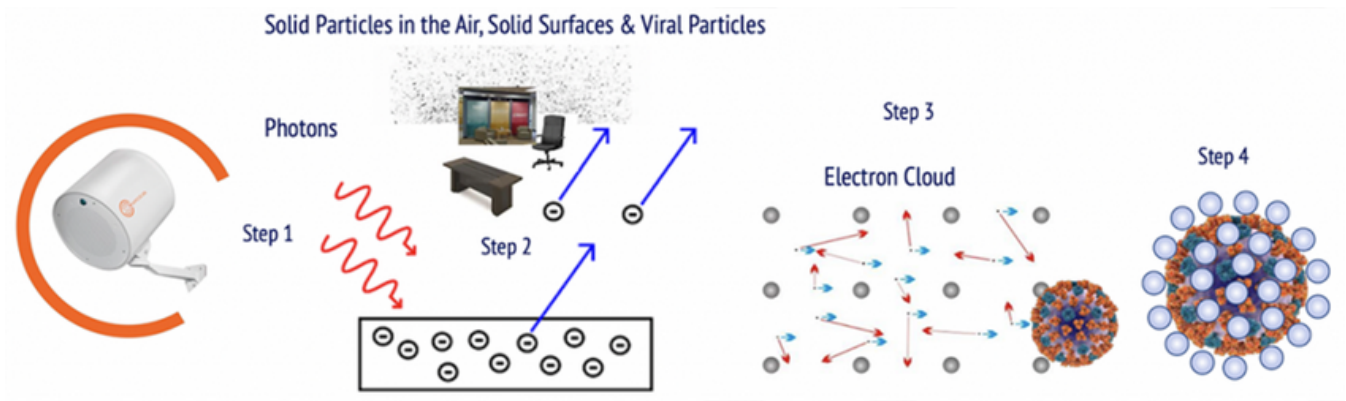 Solid Particles in the Air, Solid Surfaces & Viral Particles
Photons
Step 1
Step 2
Step 3
Electron Cloud
Step 4